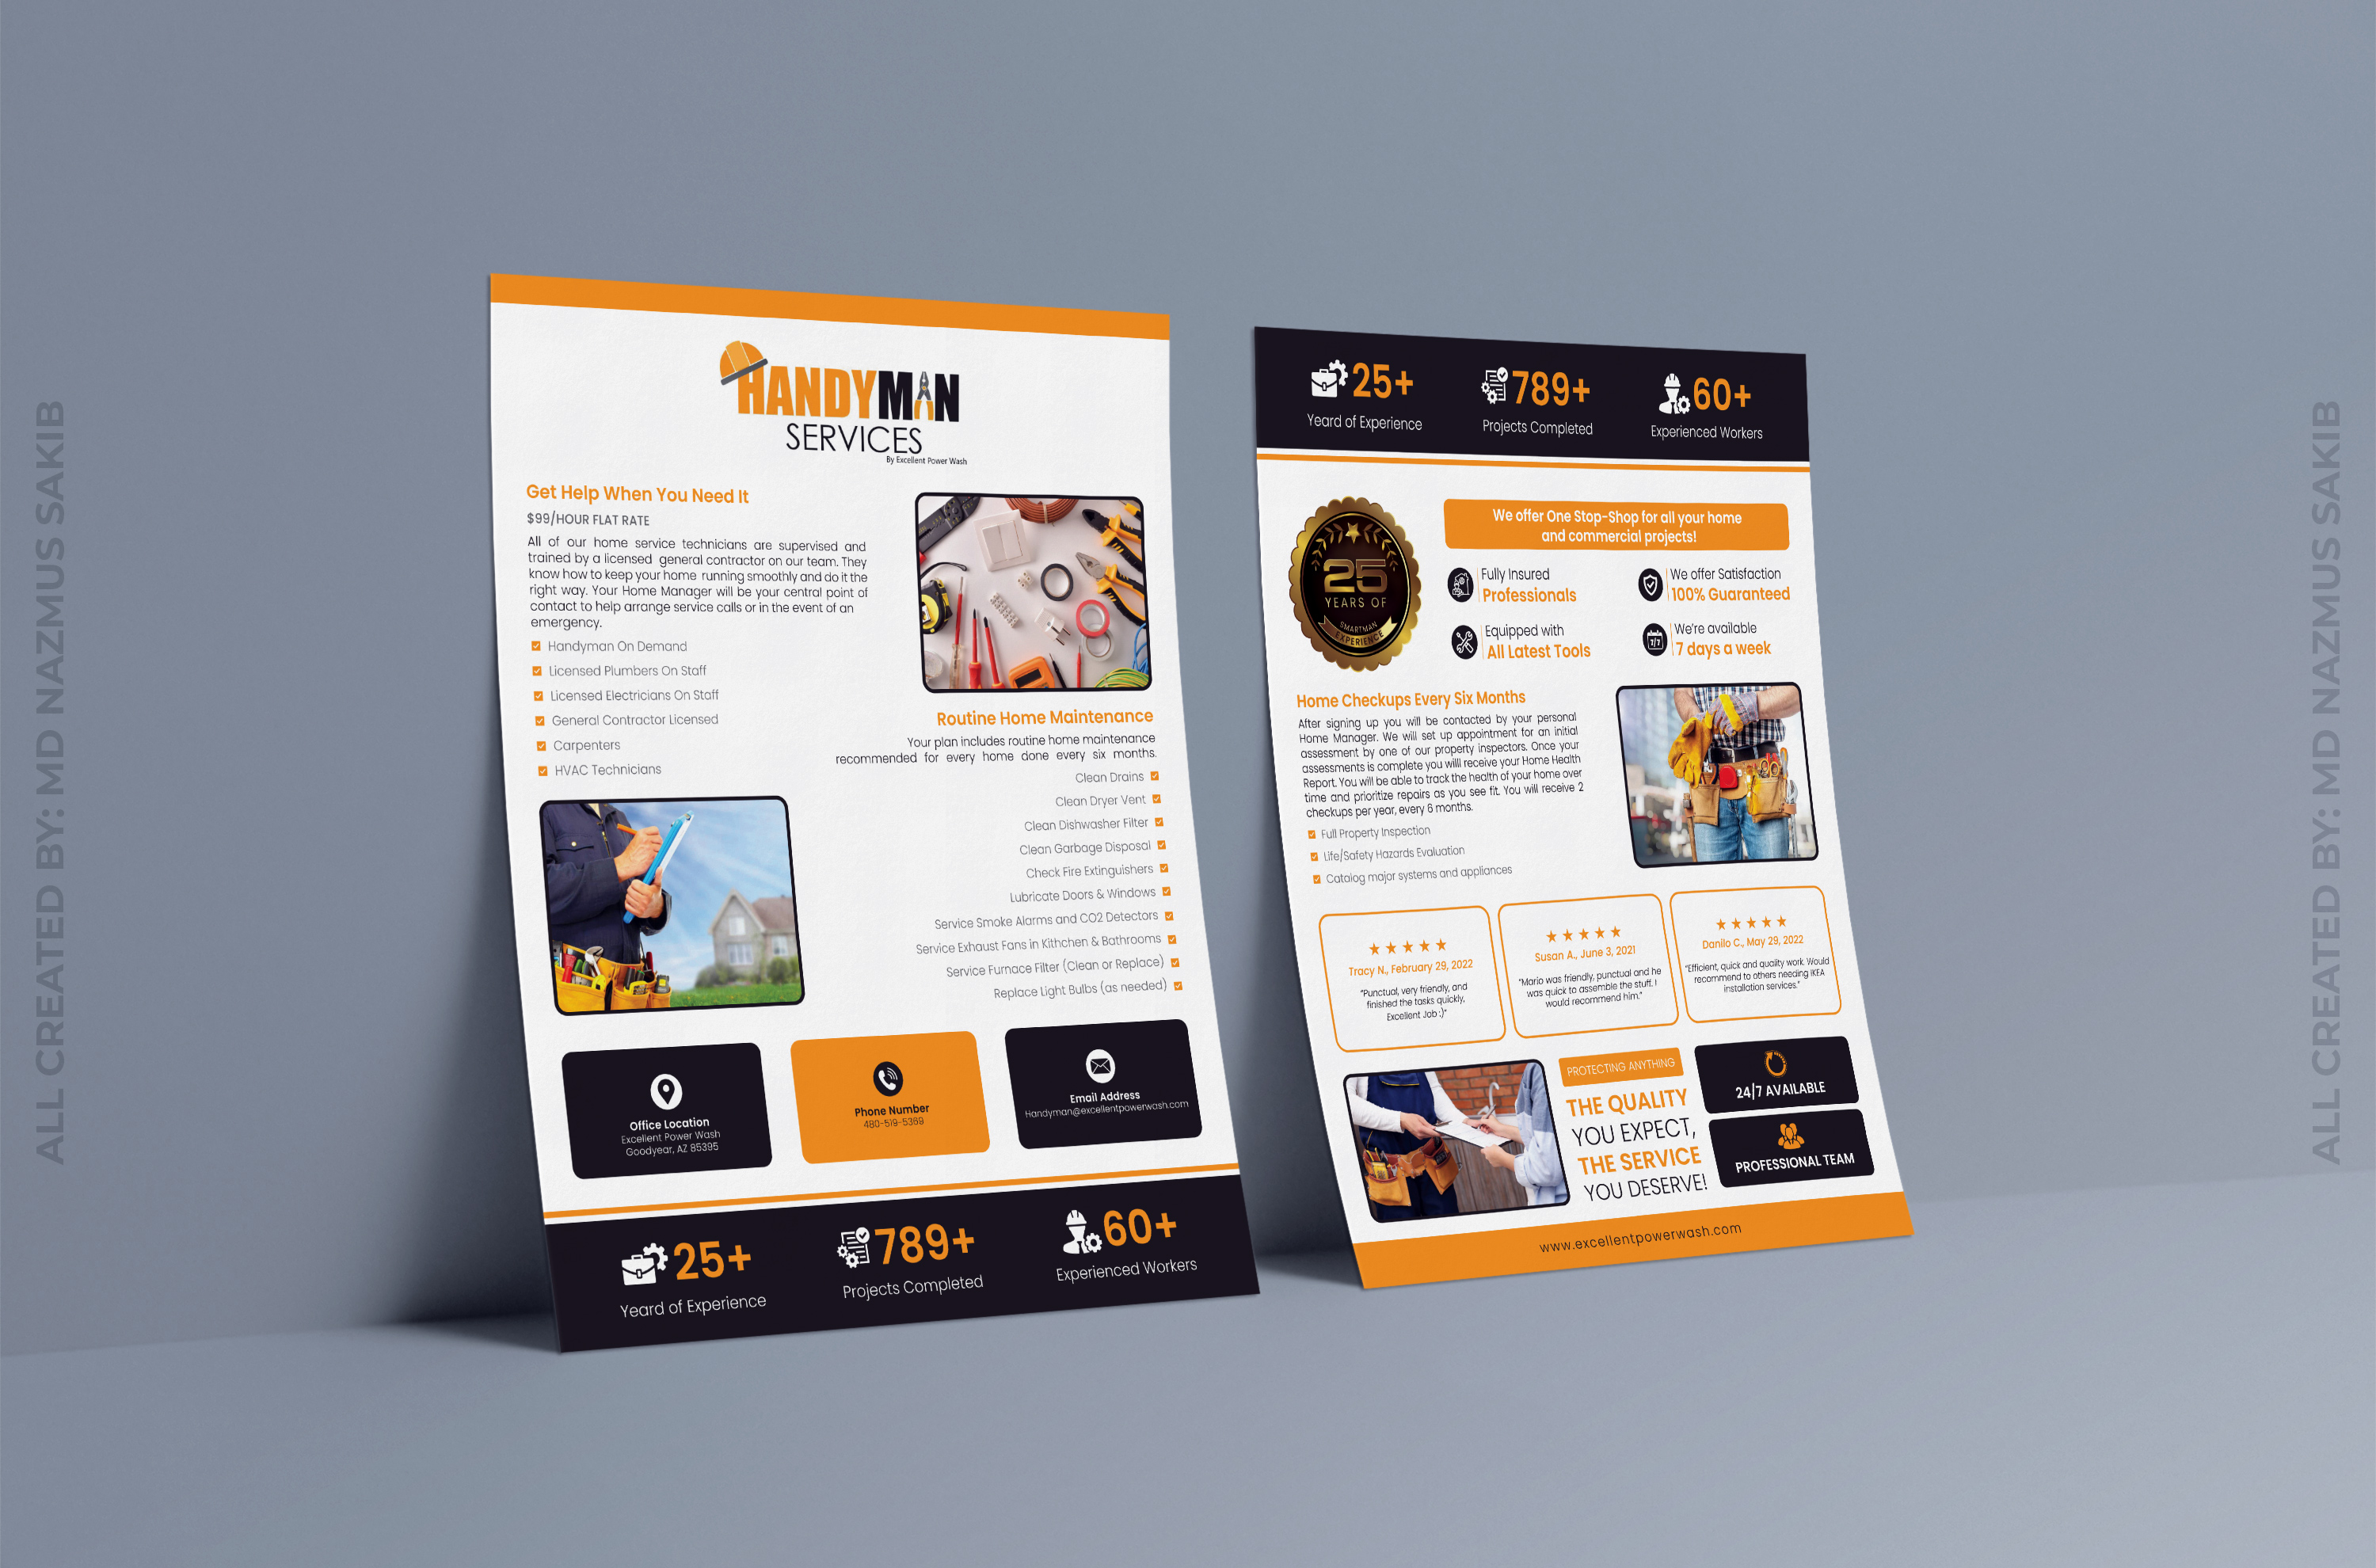 ALL CREATED BY: MD NAZMUS SAKIB
HANDYMAN
SERVICES
By Excellent Power Wash
Get Help When You Need It
$99/HOUR FLAT RATE
All of our home service technicians are supervised and
trained by a licensed general contractor on our team. They
know how to keep your home running smoothly and do it the
right way. Your Home Manager will be your central point of
contact to help arrange service calls or in the event of an
emergency.
Handyman On Demand
Licensed Plumbers On Staff
Licensed Electricians On Staff
General Contractor Licensed
Carpenters
HVAC Technicians
Routine Home Maintenance
Your plan includes routine home maintenance
recommended for every home done every six months.
Clean Drains
Clean Dryer Vent
Clean Dishwasher Filter
Clean Garbage Disposal
Check Fire Extinguishers
Lubricate Doors & Windows
Service Smoke Alarms and CO2 Detectors
Service Exhaust Fans in Kithchen & Bathrooms
Service Furnace Filter (Clean or Replace)
Replace Light Bulbs (as needed)
Office Location
Excellent Power Wash
Goodyear, AZ 85395
Phone Number
480-519-5369
Email Address
Handyman@excellentpowerwash.com
25+
Yeard of Experience
789+
Projects Completed
60+
Experienced Workers
25+
Yeard of Experience
789+
Projects Completed
60+
Experienced Workers
25
YEARS OF
SMARTMAN
EXPERIENCE
We offer One Stop-Shop for all your home
and commercial projects!
Fully Insured
Professionals
We offer Satisfaction
100% Guaranteed
Equipped with
All Latest Tools
7/7
We're available
7 days a week
Home Checkups Every Six Months
After signing up you will be contacted by your personal
Home Manager. We will set up appointment for an initial
assessment by one of our property inspectors. Once your
assessments is complete you willl receive your Home Health
Report. You will be able to track the health of your home over
time and prioritize repairs as you see fit. You will receive 2
checkups per year, every 6 months.
Full Property Inspection
Life/Safety Hazards Evaluation
Catalog major systems and appliances
Tracy N., February 29, 2022
"Punctual, very friendly, and
finished the tasks quickly,
Excellent Job :)"
Susan A., June 3, 2021
"Mario was friendly, punctual and he
was quick to assemble the stuff. I
would recommend him."
Danilo C., May 29, 2022
"Efficient, quick and quality work. Would
recommend to others needing IKEA
installation services."
PROTECTING ANYTHING
THE QUALITY
YOU EXPECT,
THE SERVICE
YOU DESERVE!
24/7 AVAILABLE
PROFESSIONAL TEAM
www.excellentpowerwash.com
ALL CREATED BY: MD NAZMUS SAKIB